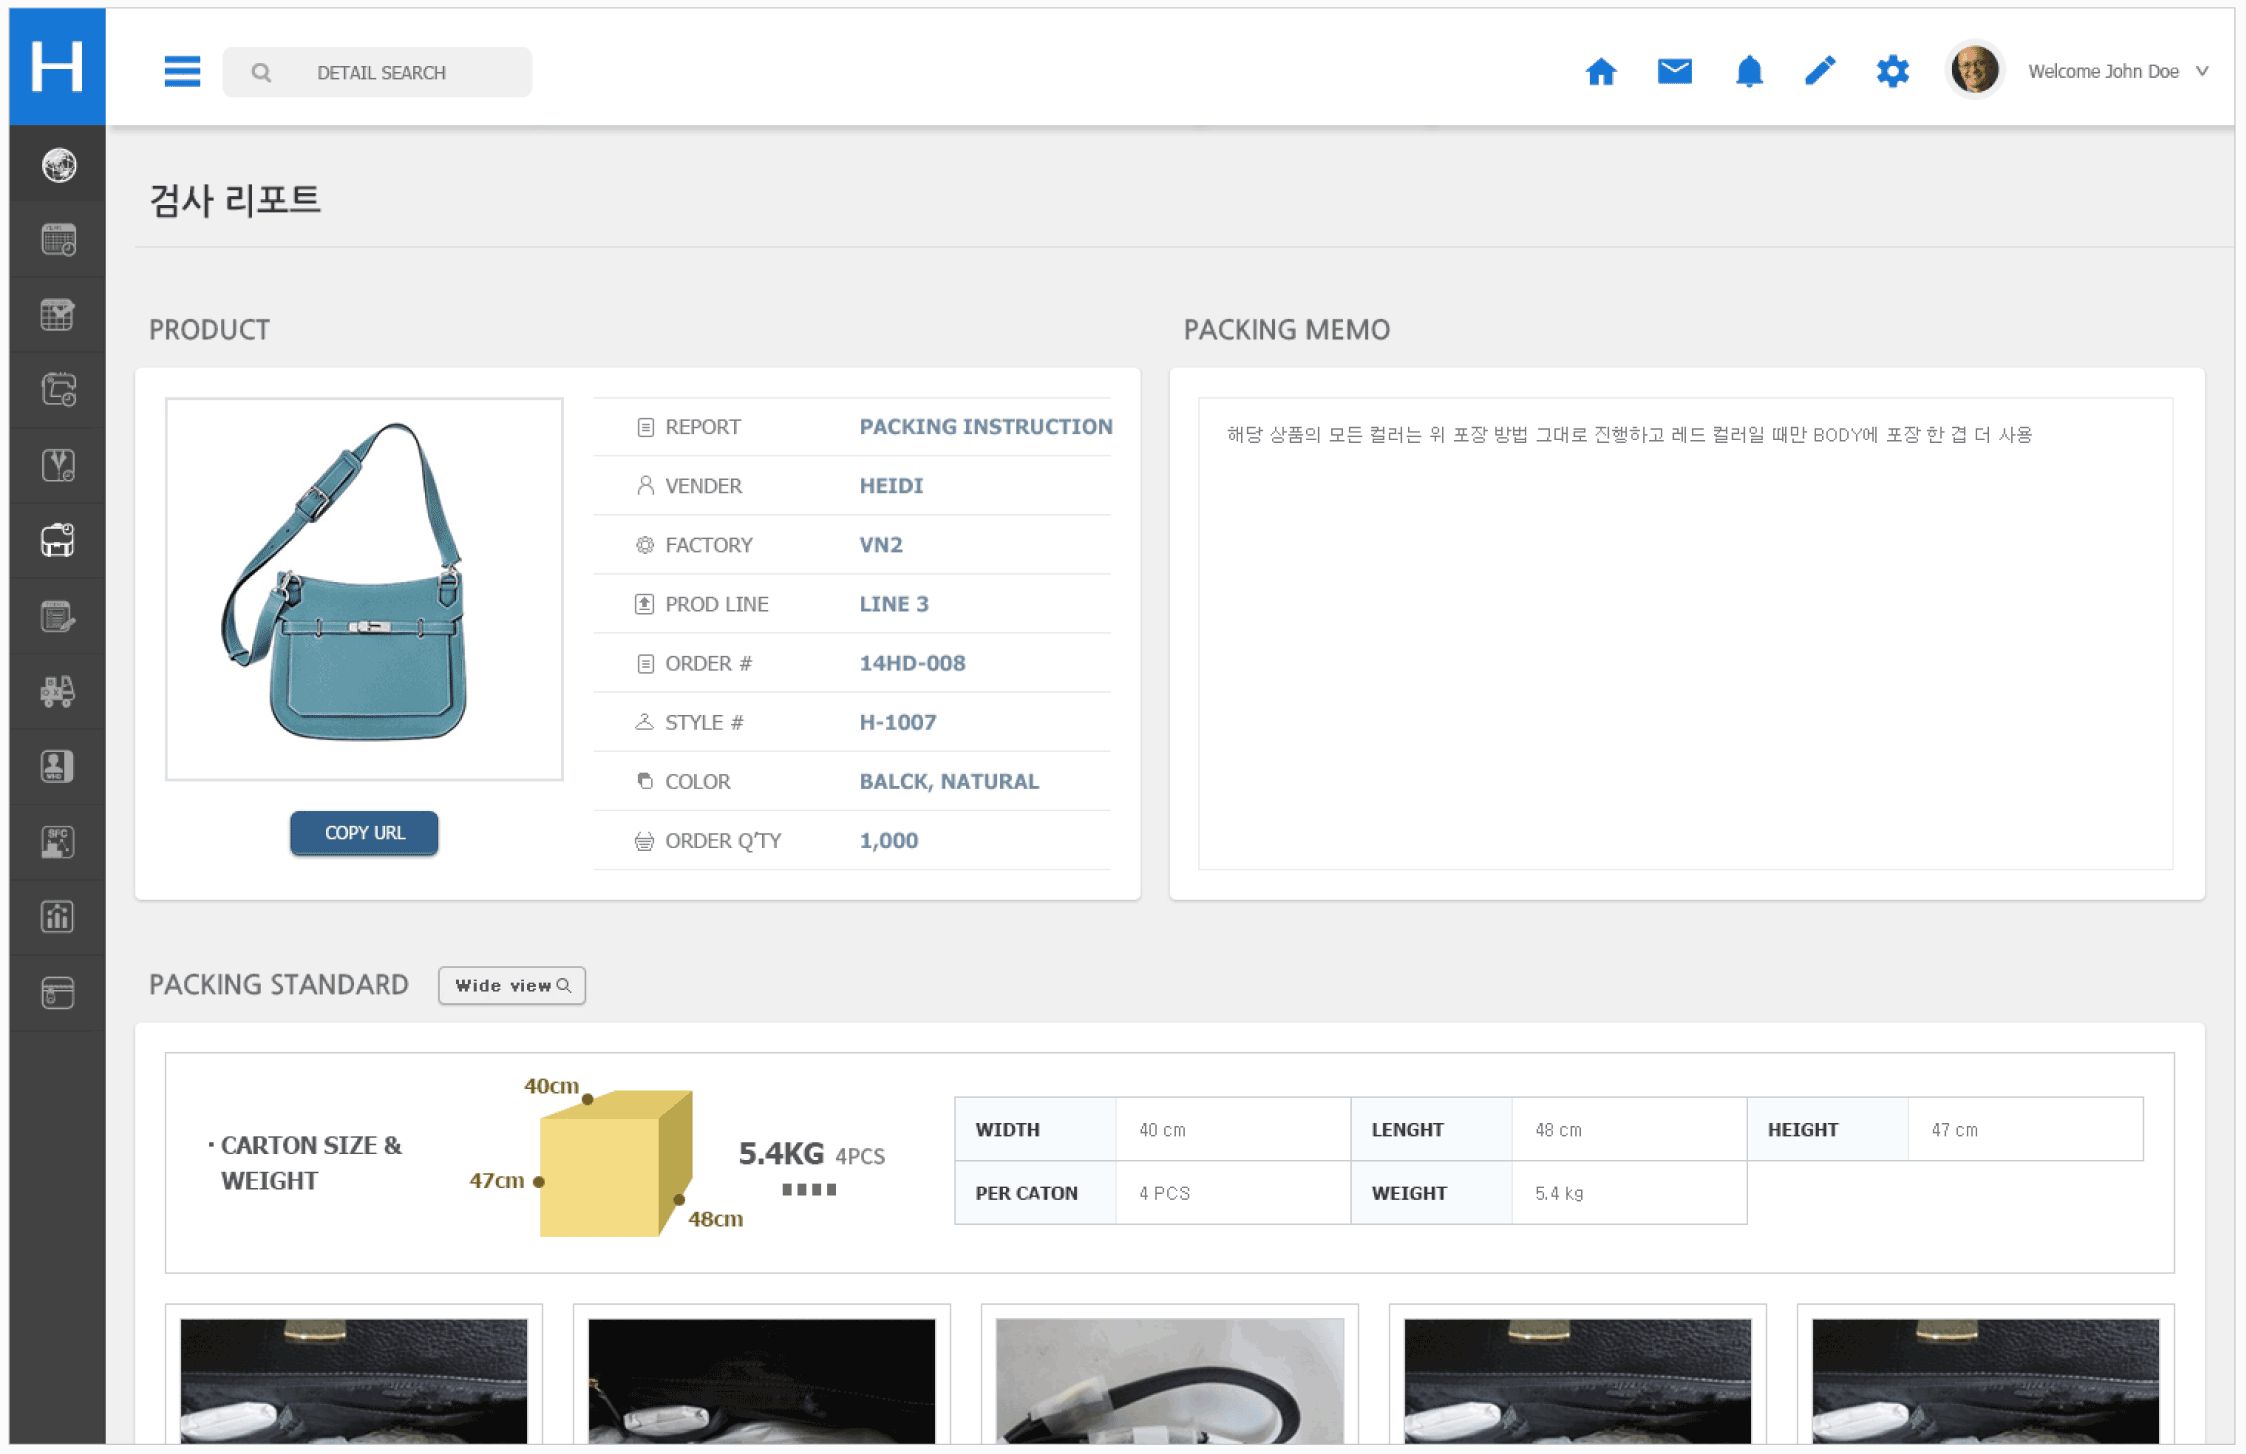 H
DETAIL SEARCH
Welcome John Doe
검사 리포트
PRODUCT
REPORT PACKING INSTRUCTION
VENDER HEIDI
FACTORY VN2
PROD LINE LINE 3
ORDER # 14HD-008
STYLE # H-1007
COLOR BALCK, NATURAL
ORDER Q'TY 1,000
COPY URL
PACKING MEMO
해당 상품의 모든 컬러는 위 포장 방법 그대로 진행하고 레드 컬러일 때만 BODY에 포장 한 겹 더 사용
WHO
SFC
PACKING STANDARD
Wide view
· CARTON SIZE &
WEIGHT
40cm
47cm
48cm
5.4KG 4PCS
WIDTH 40 cm LENGHT 48 cm HEIGHT 47 cm
PER CATON 4 PCS WEIGHT 5.4 kg